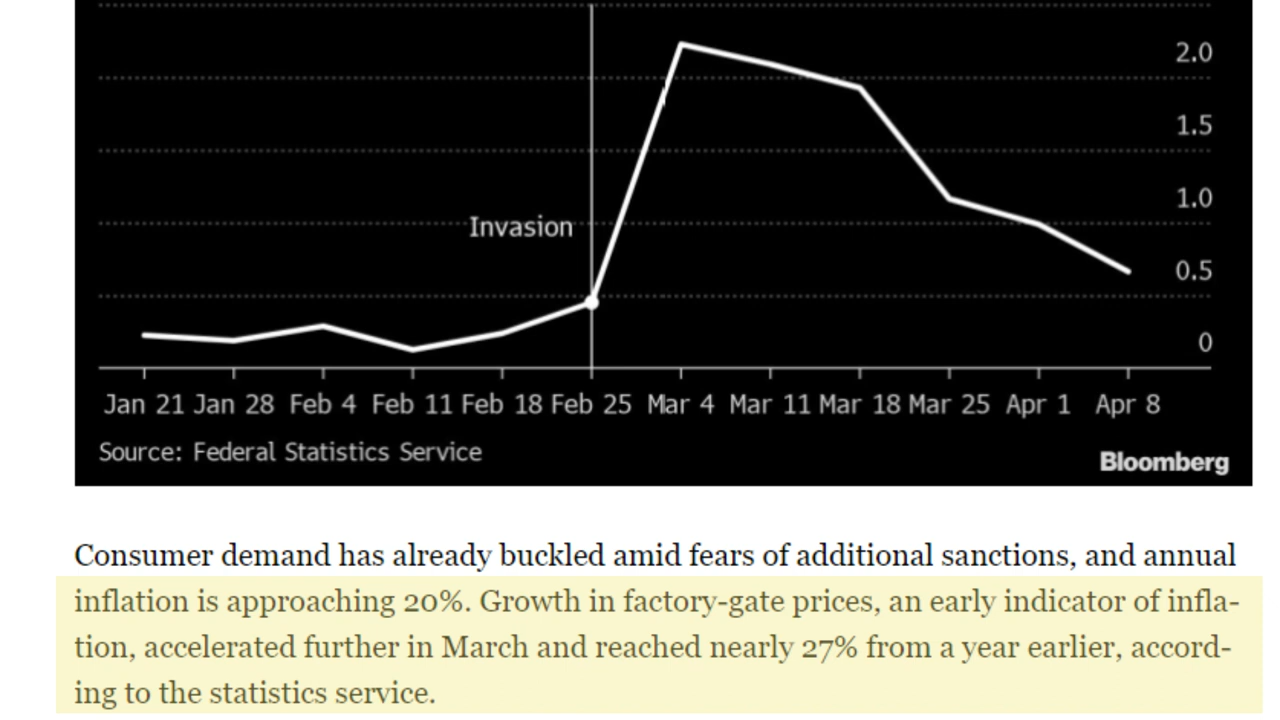 2.0
1.5
1.0
Invasion
0.5
0
Jan 21 Jan 28 Feb 4 Feb 11 Feb 18 Feb 25 Mar 4 Mar 11 Mar 18 Mar 25 Apr 1 Apr 8
Source: Federal Statistics Service
Bloomberg
Consumer demand has already buckled amid fears of additional sanctions, and annual
inflation is approaching 20%. Growth in factory-gate prices, an early indicator of infla-
tion, accelerated further in March and reached nearly 27% from a year earlier, accord-
ing to the statistics service.